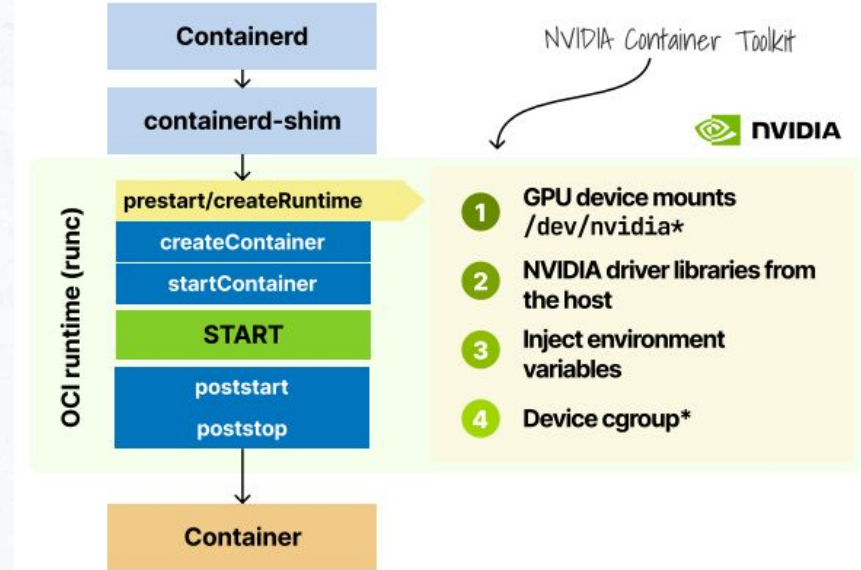 Containerd
containerd-shim
OCI runtime (runc)
prestart/createRuntime
createContainer
startContainer
START
poststart
poststop
Container
NVIDIA Container Toolkit
NVIDIA
1 GPU device mounts
/dev/nvidia*
2 NVIDIA driver libraries from
the host
3 Inject environment
variables
4 Device cgroup*